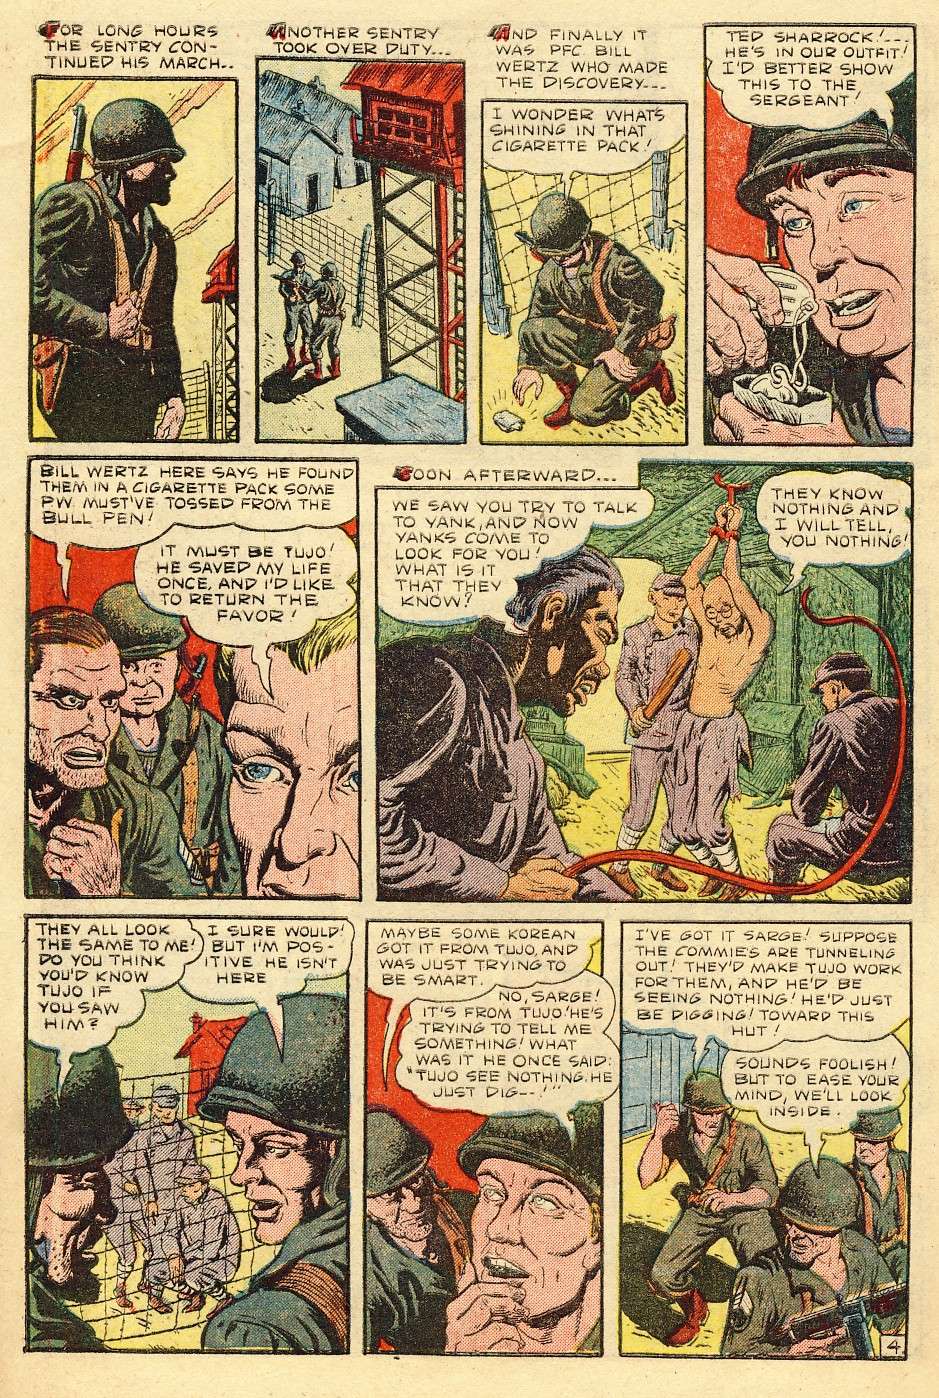 FOR LONG HOURS
THE SENTRY CON-
TINUED HIS MARCH..
ANOTHER SENTRY
TOOK OVER DUTY...
AND FINALLY IT
WAS PFC. BILL
WERTZ WHO MADE
THE DISCOVERY...
I WONDER WHAT'S
SHINING IN THAT
CIGARETTE PACK!
TED SHARROCK!...
HE'S IN OUR OUTFIT!
I'D BETTER SHOW
THIS TO THE
SERGEANT!
BILL WERTZ HERE SAYS HE FOUND
THEM IN A CIGARETTE PACK SOME
P.W. MUST'VE TOSSED FROM THE
BULL PEN!
IT MUST BE TUJO!
HE SAVED MY LIFE
ONCE, AND I'D LIKE
TO RETURN THE
FAVOR!
SOON AFTERWARD...
WE SAW YOU TRY TO TALK
TO YANK, AND NOW
YANKS COME TO
LOOK FOR YOU!
WHAT IS IT
THAT THEY
KNOW?
THEY KNOW
NOTHING AND
I WILL TELL,
YOU NOTHING!
THEY ALL LOOK
THE SAME TO ME!
DO YOU THINK
YOU'D KNOW
TUJO IF
YOU SAW
HIM?
I SURE WOULD!
BUT I'M POS-
ITIVE HE ISN'T
HERE
MAYBE SOME KOREAN
GOT IT FROM TUJO, AND
WAS JUST TRYING TO
BE SMART.
NO, SARGE!
IT'S FROM TUJO! HE'S
TRYING TO TELL ME
SOMETHING! WHAT
WAS IT HE ONCE SAID:
"TUJO SEE NOTHING. HE
JUST DIG--!"
I'VE GOT IT SARGE! SUPPOSE
THE COMMIES ARE TUNNELING
OUT! THEY'D MAKE TUJO WORK
FOR THEM, AND HE'D BE
SEEING NOTHING! HE'D JUST
BE DIGGING! TOWARD THIS
HUT!
SOUNDS FOOLISH!
BUT TO EASE YOUR
MIND, WE'LL LOOK
INSIDE.
4